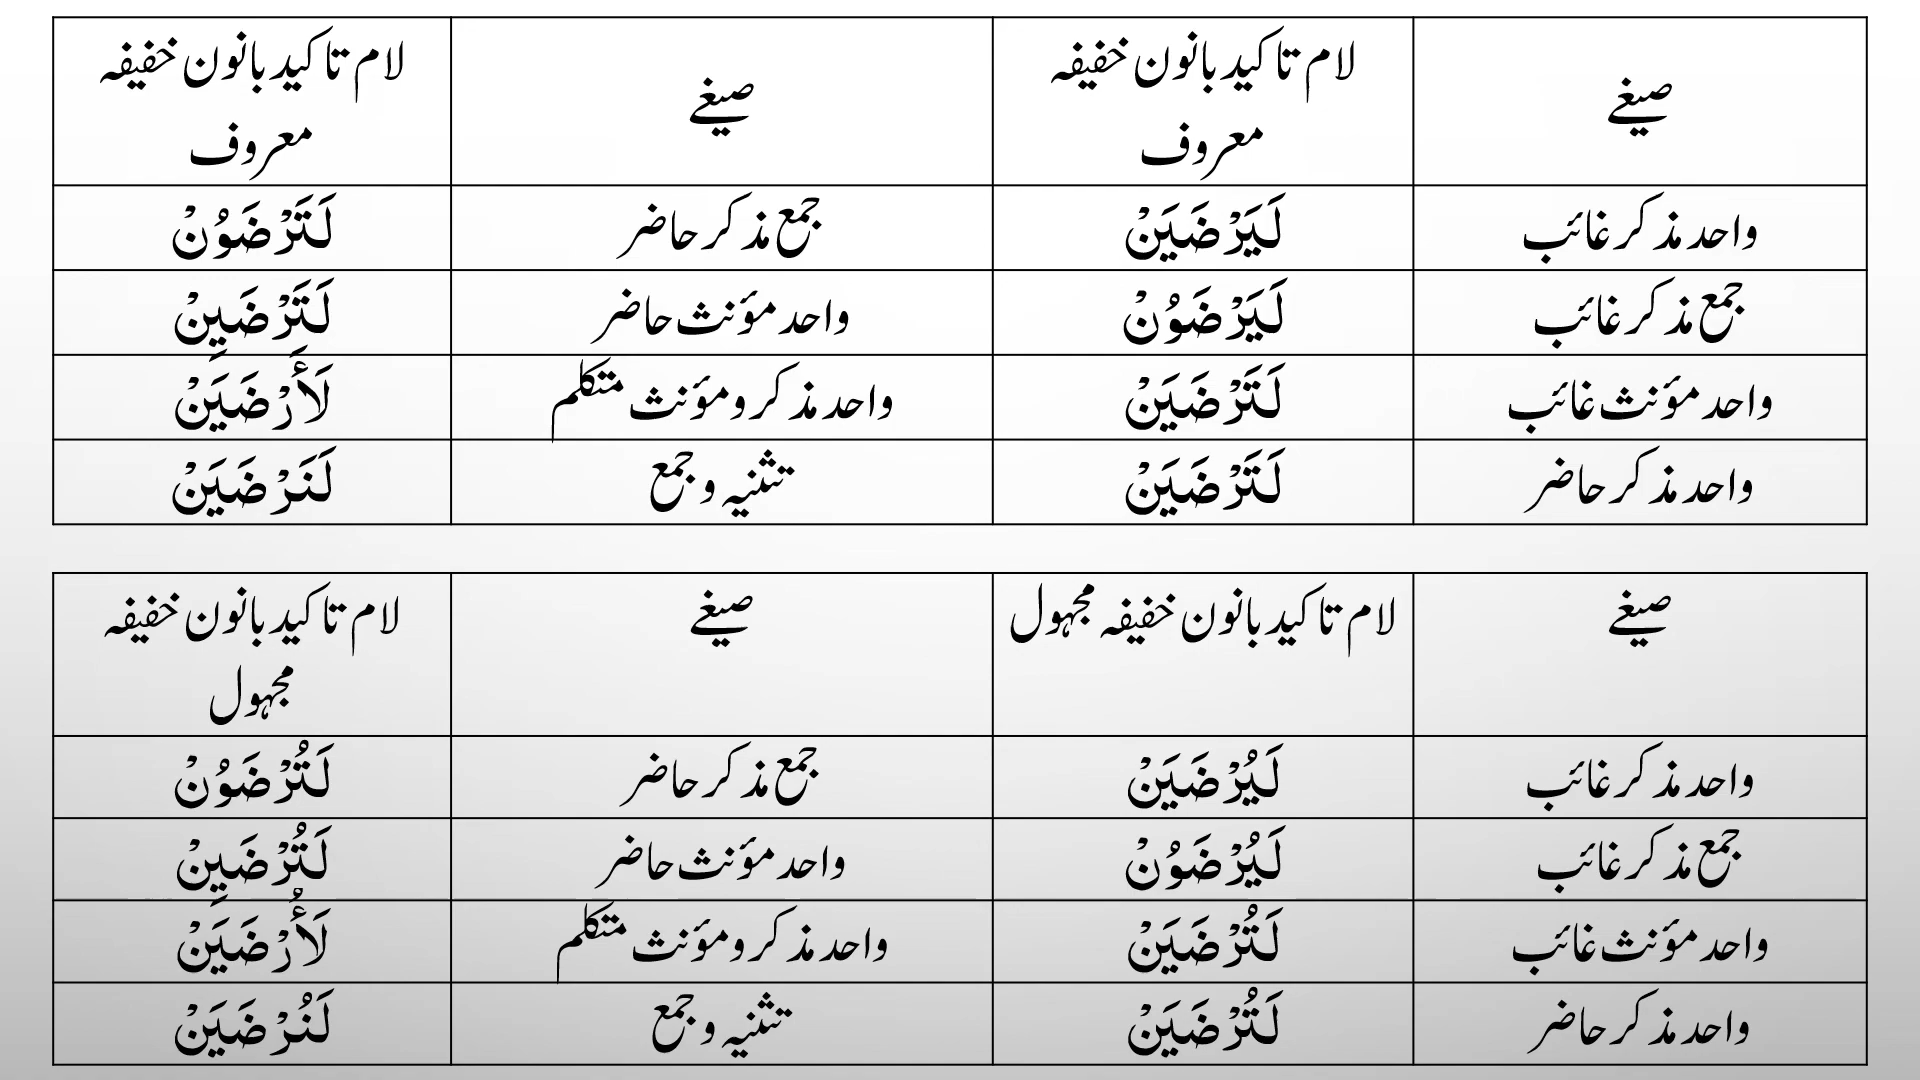 صیغے	لام تاکید بانون خفیفہ معروف	صیغے	لام تاکید بانون خفیفہ معروف
واحد مذکر غائب	لَيَرْضَيَنْ	جمع مذکر حاضر	لَتَرْضَوُنْ
جمع مذکر غائب	لَيَرْضَوُنْ	واحد مؤنث حاضر	لَتَرْضَيِنْ
واحد مؤنث غائب	لَتَرْضَيَنْ	واحد مذکر و مؤنث متکلم	لَأَرْضَيَنْ
واحد مذکر حاضر	لَتَرْضَيَنْ	تثنیہ و جمع	لَنَرْضَيَنْ
صیغے	لام تاکید بانون خفیفہ مجہول	صیغے	لام تاکید بانون خفیفہ مجہول
واحد مذکر غائب	لَيُرْضَيَنْ	جمع مذکر حاضر	لَتُرْضَوُنْ
جمع مذکر غائب	لَيُرْضَوُنْ	واحد مؤنث حاضر	لَتُرْضَيِنْ
واحد مؤنث غائب	لَتُرْضَيَنْ	واحد مذکر و مؤنث متکلم	لَأُرْضَيَنْ
واحد مذکر حاضر	لَتُرْضَيَنْ	تثنیہ و جمع	لَنُرْضَيَنْ